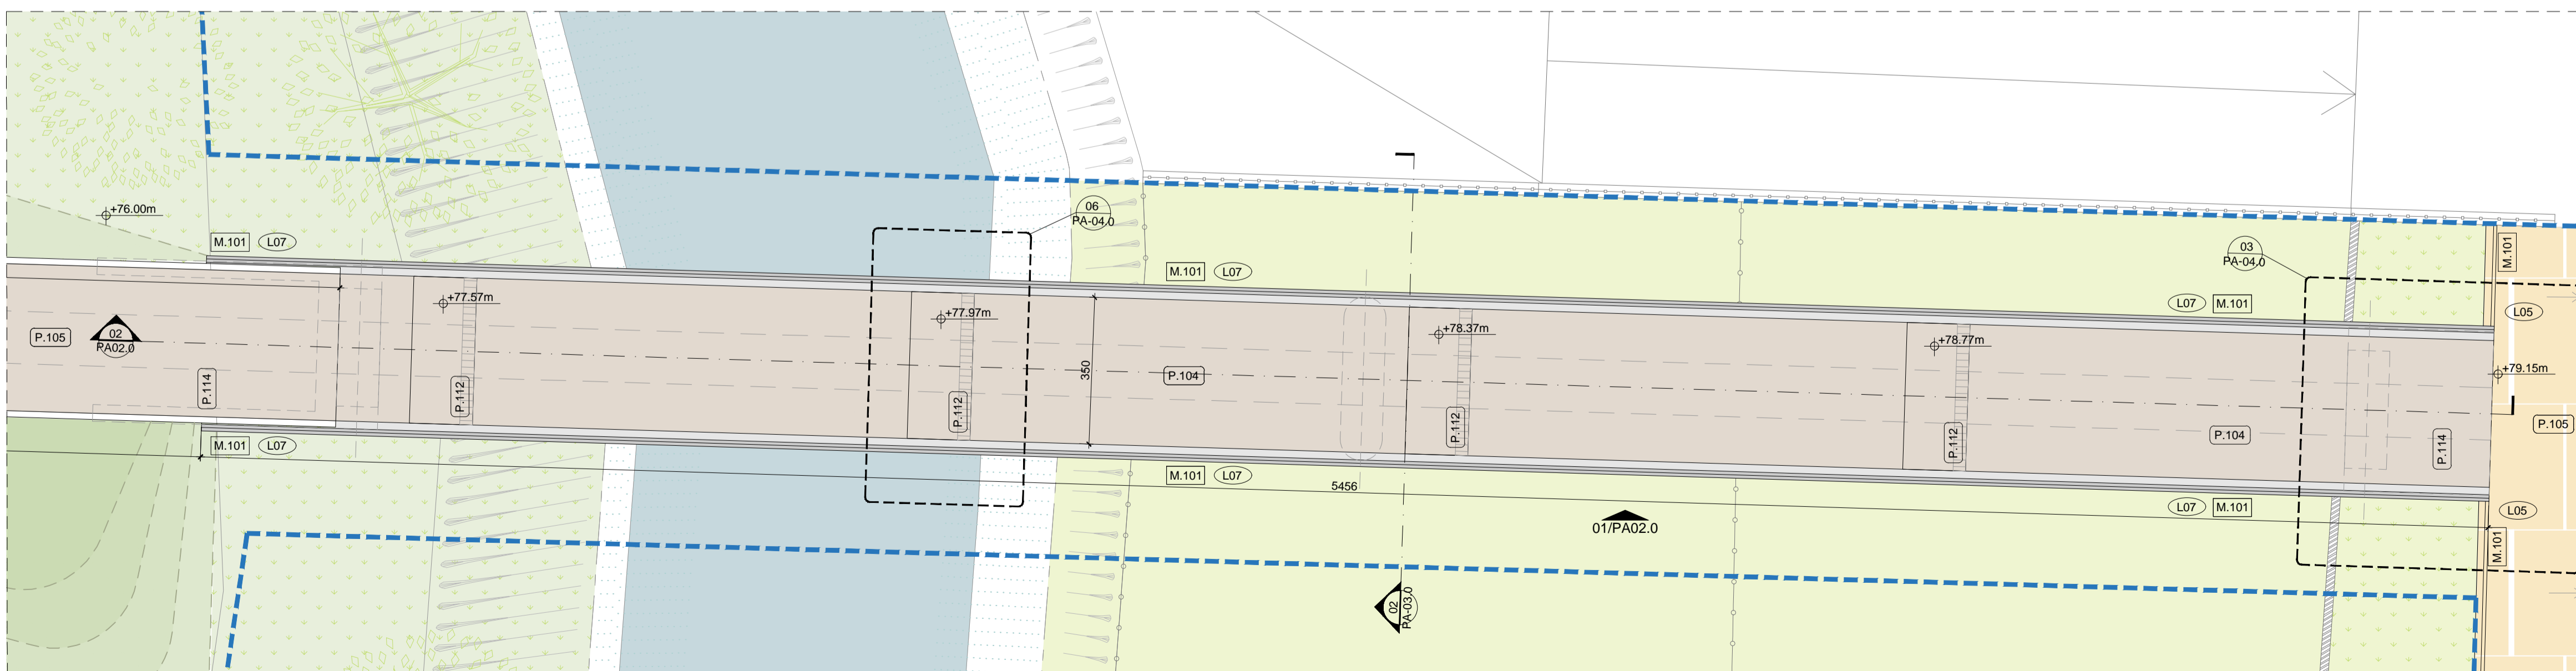 +76.00m
M.101 L07
P.105
02
PA02.0
P.114
M.101 L07
+77.57m
P.112
+77.97m
P.112
06
PA-04.0
350
M.101 L07
P.104
M.101 L07
5456
+78.37m
P.112
02
PA-03.0
01/PA02.0
+78.77m
P.112
L07 M.101
03
PA-04.0
P.104
L07 M.101
P.114
M.101
L05
+79.15m
P.105
L05
M.101